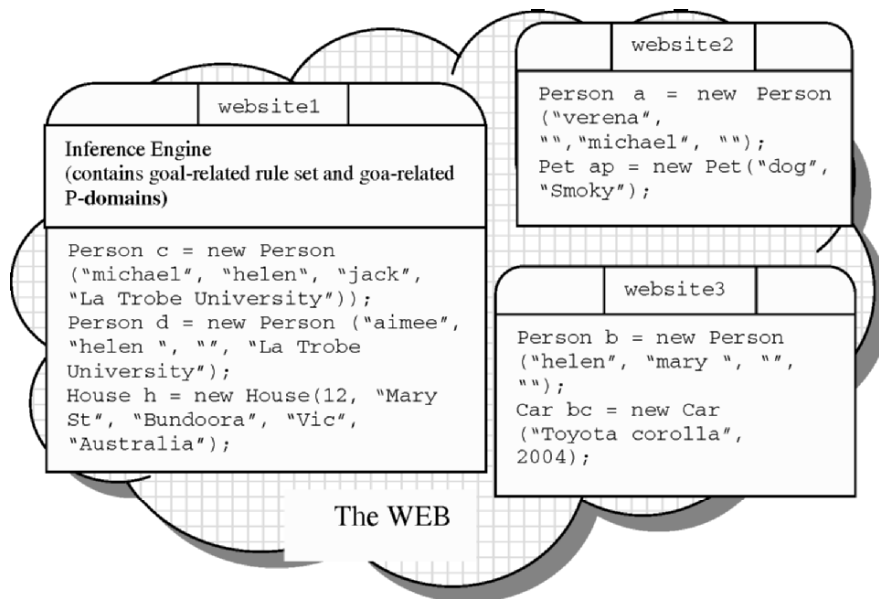 website1
Inference Engine
(contains goal-related rule set and goa-related
P-domains)
Person c = new Person
(“michael”, “helen“, “jack”,
“La Trobe University”));
Person d = new Person (“aimee”,
“helen “, “”, “La Trobe
University”);
House h = new House(12, “Mary
St”, “Bundoora”, “Vic”,
“Australia”);
website2
Person a = new Person
(“verena”,
“”,“michael”, “”);
Pet ap = new Pet(“dog”,
“Smoky”);
website3
Person b = new Person
(“helen”, “mary “, “”,
“”);
Car bc = new Car
(“Toyota corolla”,
2004);
The WEB